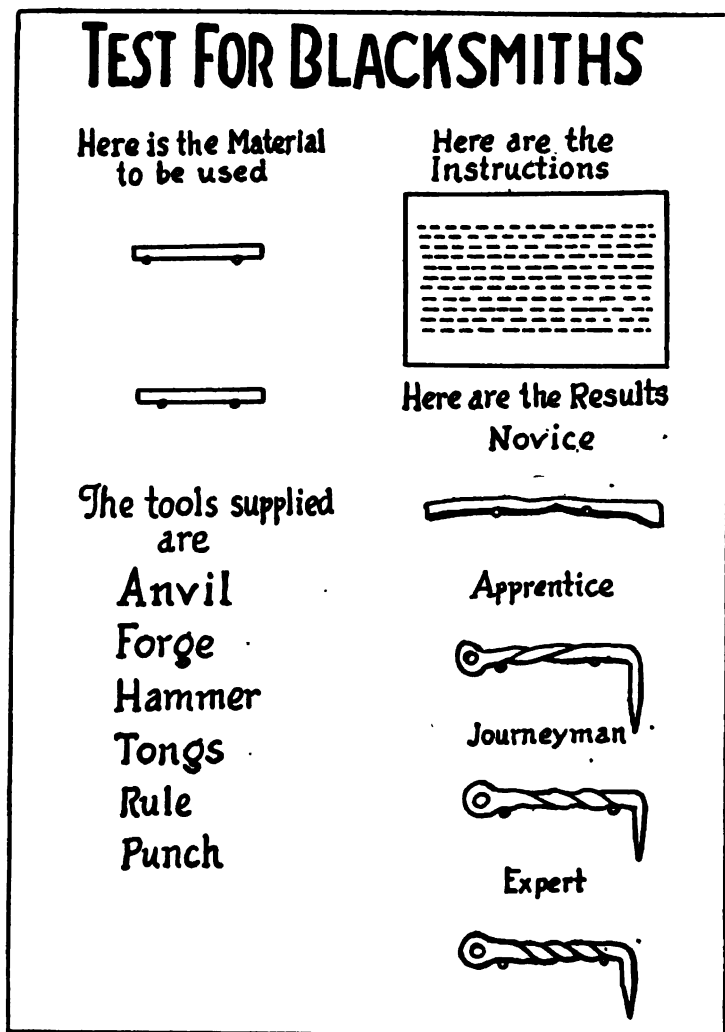 TEST FOR BLACKSMITHS
Here is the Material
to be used
Here are the
Instructions
Here are the Results
Novice
The tools supplied
are
Anvil
Forge
Hammer
Tongs
Rule
Punch
Apprentice
Journeyman
Expert